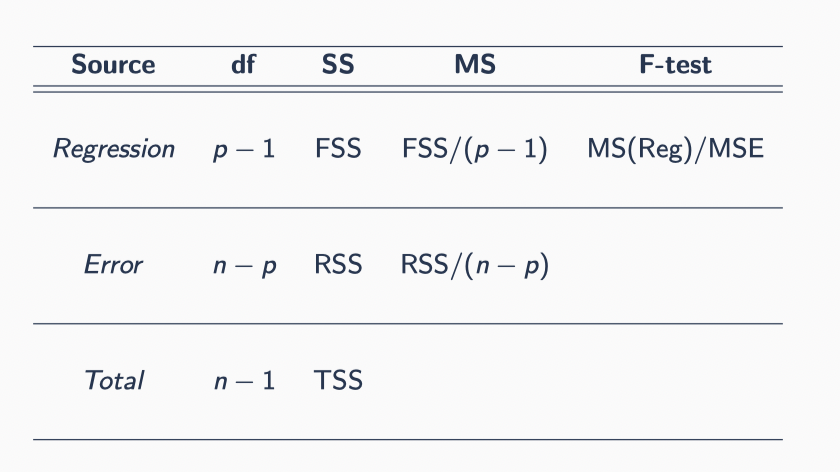 Source df SS MS F-test
Regression p − 1 FSS FSS/(p − 1) MS(Reg)/MSE
Error n − p RSS RSS/(n − p)
Total n − 1 TSS